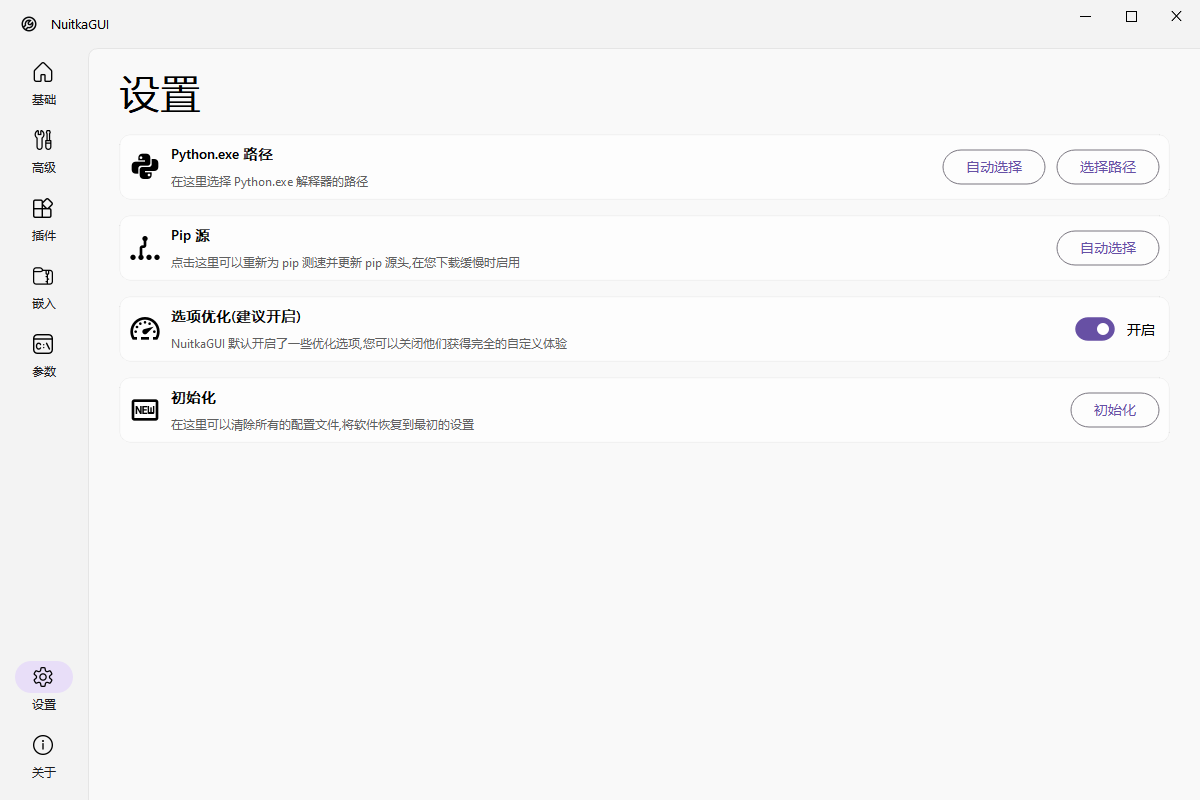 NuitkaGUI
基础
高级
插件
嵌入
C:\
参数
设置
关于
设置
Python.exe 路径
在这里选择 Python.exe 解释器的路径
自动选择
选择路径
Pip 源
点击这里可以重新为 pip 测速并更新 pip 源头,在您下载缓慢时启用
自动选择
选项优化(建议开启)
NuitkaGUI 默认开启了一些优化选项,您可以关闭他们获得完全的自定义体验
开启
NEW
初始化
在这里可以清除所有的配置文件,将软件恢复到最初的设置
初始化